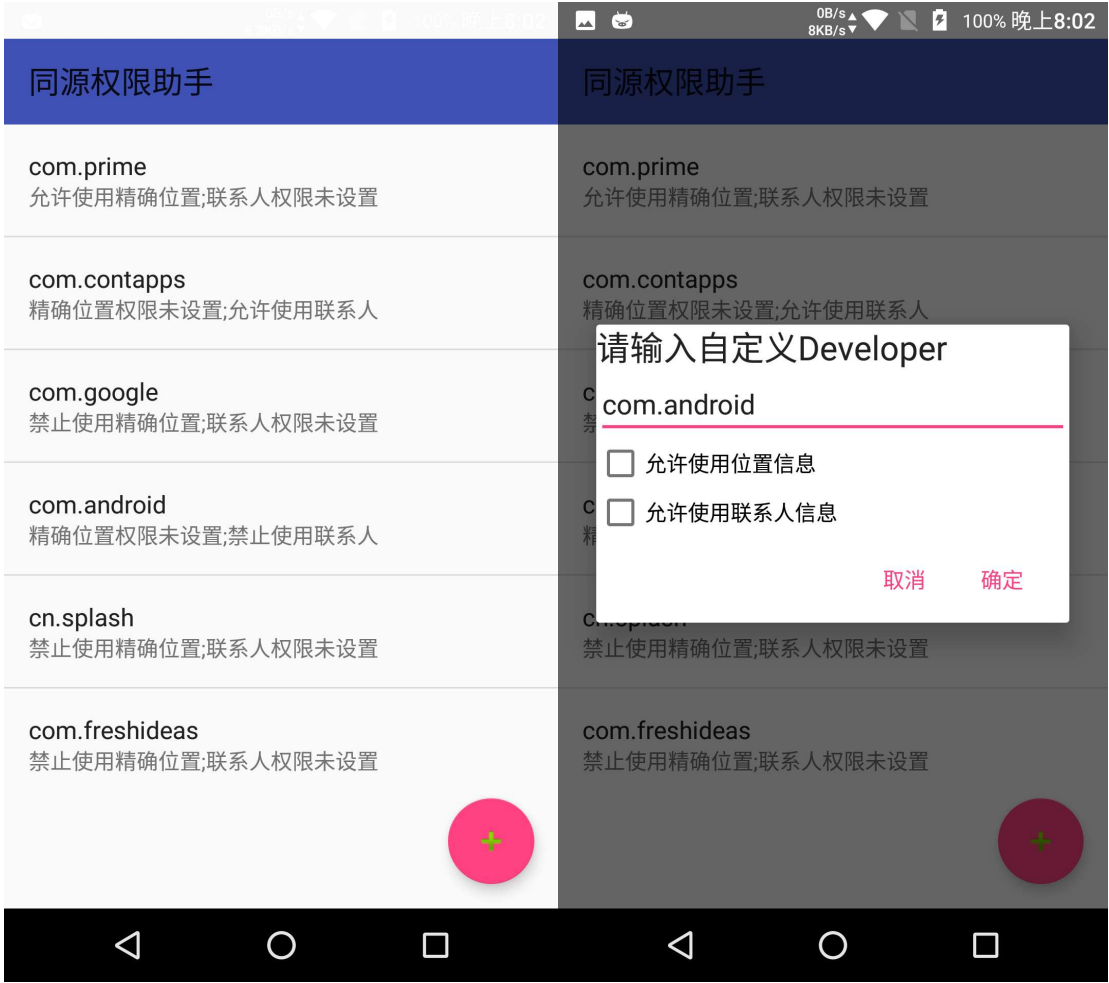 同源权限助手
com.prime
允许使用精确位置;联系人权限未设置
com.contapps
精确位置权限未设置;允许使用联系人
com.google
禁止使用精确位置;联系人权限未设置
com.android
精确位置权限未设置;禁止使用联系人
cn.splash
禁止使用精确位置;联系人权限未设置
com.freshideas
禁止使用精确位置;联系人权限未设置
0B/s
8KB/s
100% 晚上8:02
同源权限助手
com.prime
允许使用精确位置;联系人权限未设置
com.contapps
精确位置权限未设置;允许使用联系人
请输入自定义Developer
com.android
允许使用位置信息
允许使用联系人信息
取消 确定
cn.splash
禁止使用精确位置;联系人权限未设置
com.freshideas
禁止使用精确位置;联系人权限未设置